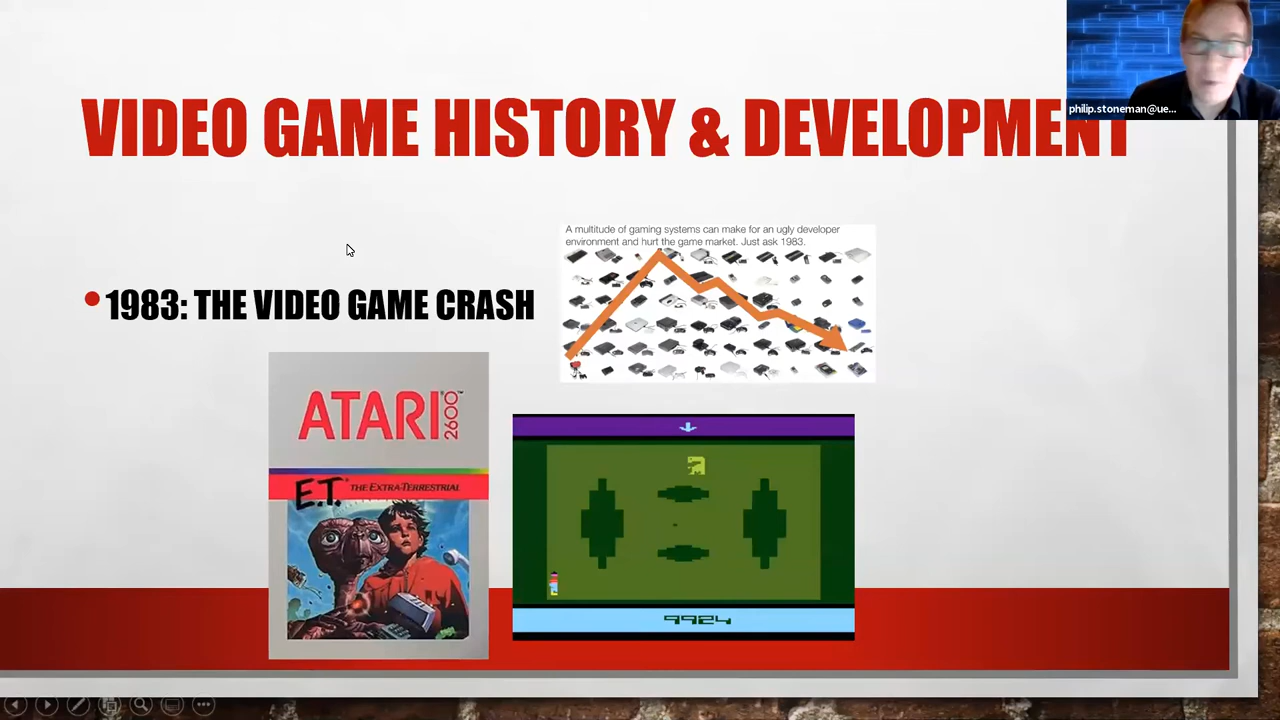 philip.stoneman@ue...
VIDEO GAME HISTORY & DEVELOPMENT
A multitude of gaming systems can make for an ugly developer
environment and hurt the game market. Just ask 1983.
• 1983: THE VIDEO GAME CRASH
ATARI 2600™
E.T. THE EXTRA-TERRESTRIAL
9924